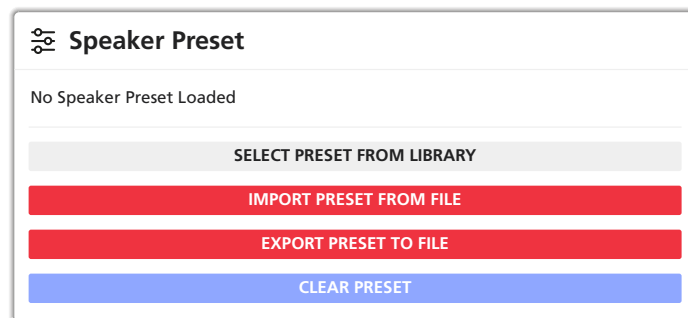 Speaker Preset
No Speaker Preset Loaded
SELECT PRESET FROM LIBRARY
IMPORT PRESET FROM FILE
EXPORT PRESET TO FILE
CLEAR PRESET